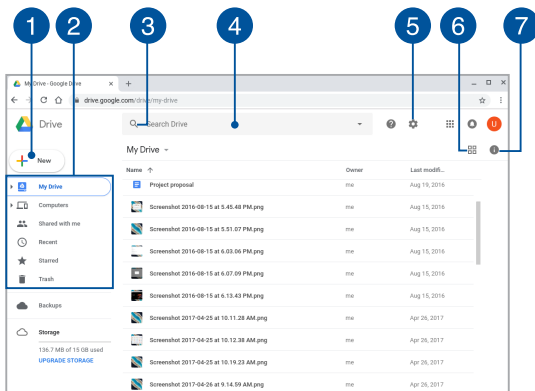 1 2 3 4 5 6 7
My Drive - Google Drive
drive.google.com/drive/my-drive
Drive
Search Drive
U
New
My Drive
Name Owner Last modifi...
My Drive
Computers
Shared with me
Recent
Starred
Trash
Backups
Storage
136.7 MB of 15 GB used
UPGRADE STORAGE
Project proposal me Aug 19, 2016
Screenshot 2016-08-15 at 5.45.48 PM.png me Aug 15, 2016
Screenshot 2016-08-15 at 5.51.07 PM.png me Aug 15, 2016
Screenshot 2016-08-15 at 6.03.06 PM.png me Aug 15, 2016
Screenshot 2016-08-15 at 6.07.09 PM.png me Aug 15, 2016
Screenshot 2016-08-15 at 6.13.43 PM.png me Aug 15, 2016
Screenshot 2017-04-25 at 10.11.28 AM.png me Apr 26, 2017
Screenshot 2017-04-25 at 10.12.38 AM.png me Apr 26, 2017
Screenshot 2017-04-25 at 10.19.23 AM.png me Apr 26, 2017
Screenshot 2017-04-26 at 9.14.59 AM.png me Apr 26, 2017